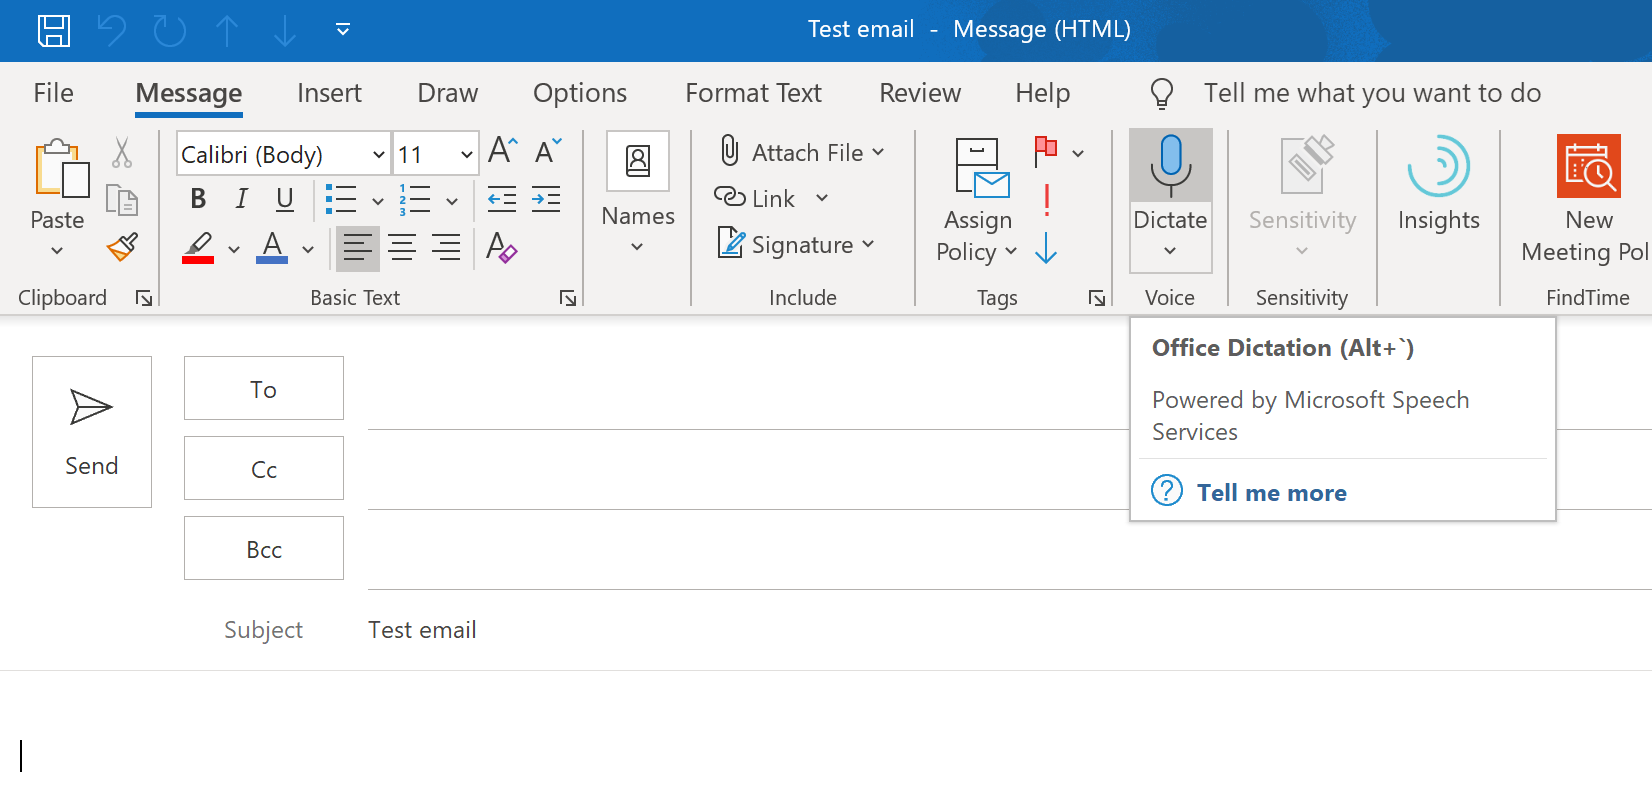 Test email - Message (HTML)
File Message Insert Draw Options Format Text Review Help Tell me what you want to do
Calibri (Body) 11
Attach File
B I U
1
2
3
Link
Paste
Names
Assign
Policy
Dictate
Sensitivity
Insights
New
Meeting Pol
A A
Signature
Clipboard Basic Text Include Tags Voice Sensitivity FindTime
Office Dictation (Alt+`)
Powered by Microsoft Speech
Services
Tell me more
Send
To
Cc
Bcc
Subject Test email